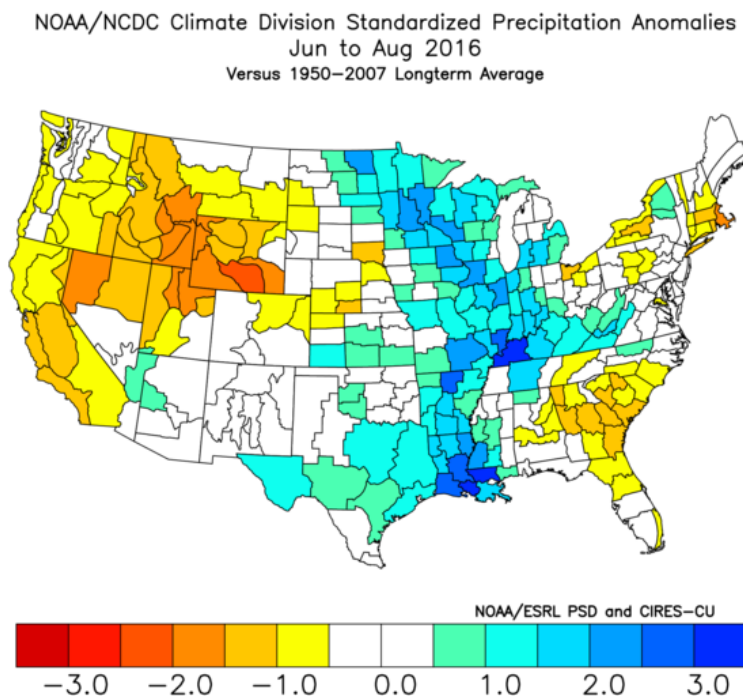 NOAA/NCDC Climate Division Standardized Precipitation Anomalies
Jun to Aug 2016
Versus 1950−2007 Longterm Average
NOAA/ESRL PSD and CIRES−CU
−3.0 −2.0 −1.0 0.0 1.0 2.0 3.0